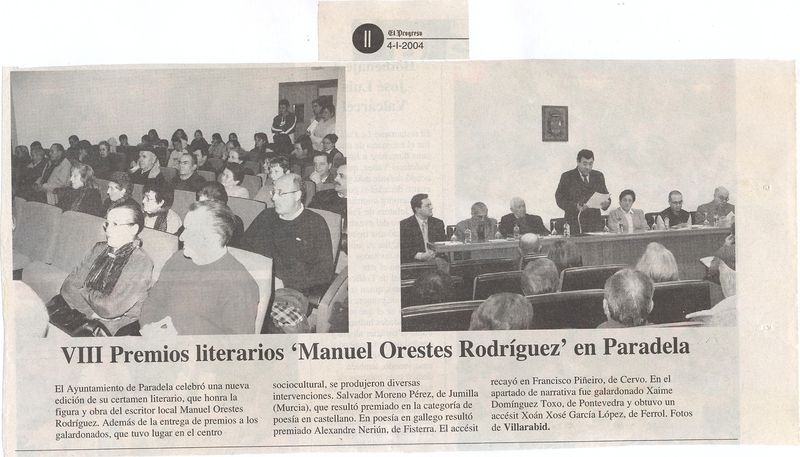 II
El Progreso
4-I-2004
VIII Premios literarios ‘Manuel Orestes Rodríguez’ en Paradela
El Ayuntamiento de Paradela celebró una nueva
edición de su certamen literario, que honra la
figura y obra del escritor local Manuel Orestes
Rodríguez. Además de la entrega de premios a los
galardonados, que tuvo lugar en el centro
sociocultural, se produjeron diversas
intervenciones. Salvador Moreno Pérez, de Jumilla
(Murcia), que resultó premiado en la categoría de
poesía en castellano. En poesía en gallego resultó
premiado Alexandre Neriún, de Fisterra. El accésit
recayó en Francisco Piñeiro, de Cervo. En el
apartado de narrativa fue galardonado Xaime
Domínguez Toxo, de Pontevedra y obtuvo un
accésit Xoán Xosé García López, de Ferrol. Fotos
de Villarabid.